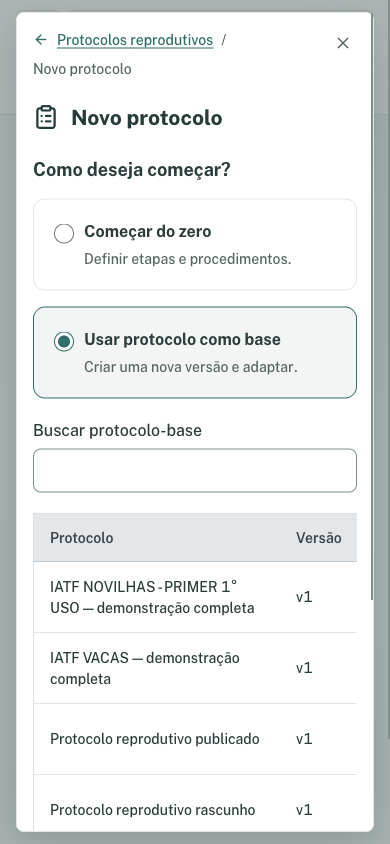 ← Protocolos reprodutivos /
Novo protocolo
Novo protocolo
Como deseja começar?
Começar do zero
Definir etapas e procedimentos.
Usar protocolo como base
Criar uma nova versão e adaptar.
Buscar protocolo-base
Protocolo Versão
IATF NOVILHAS - PRIMER 1°
USO — demonstração completa
v1
IATF VACAS — demonstração
completa
v1
Protocolo reprodutivo publicado v1
Protocolo reprodutivo rascunho v1